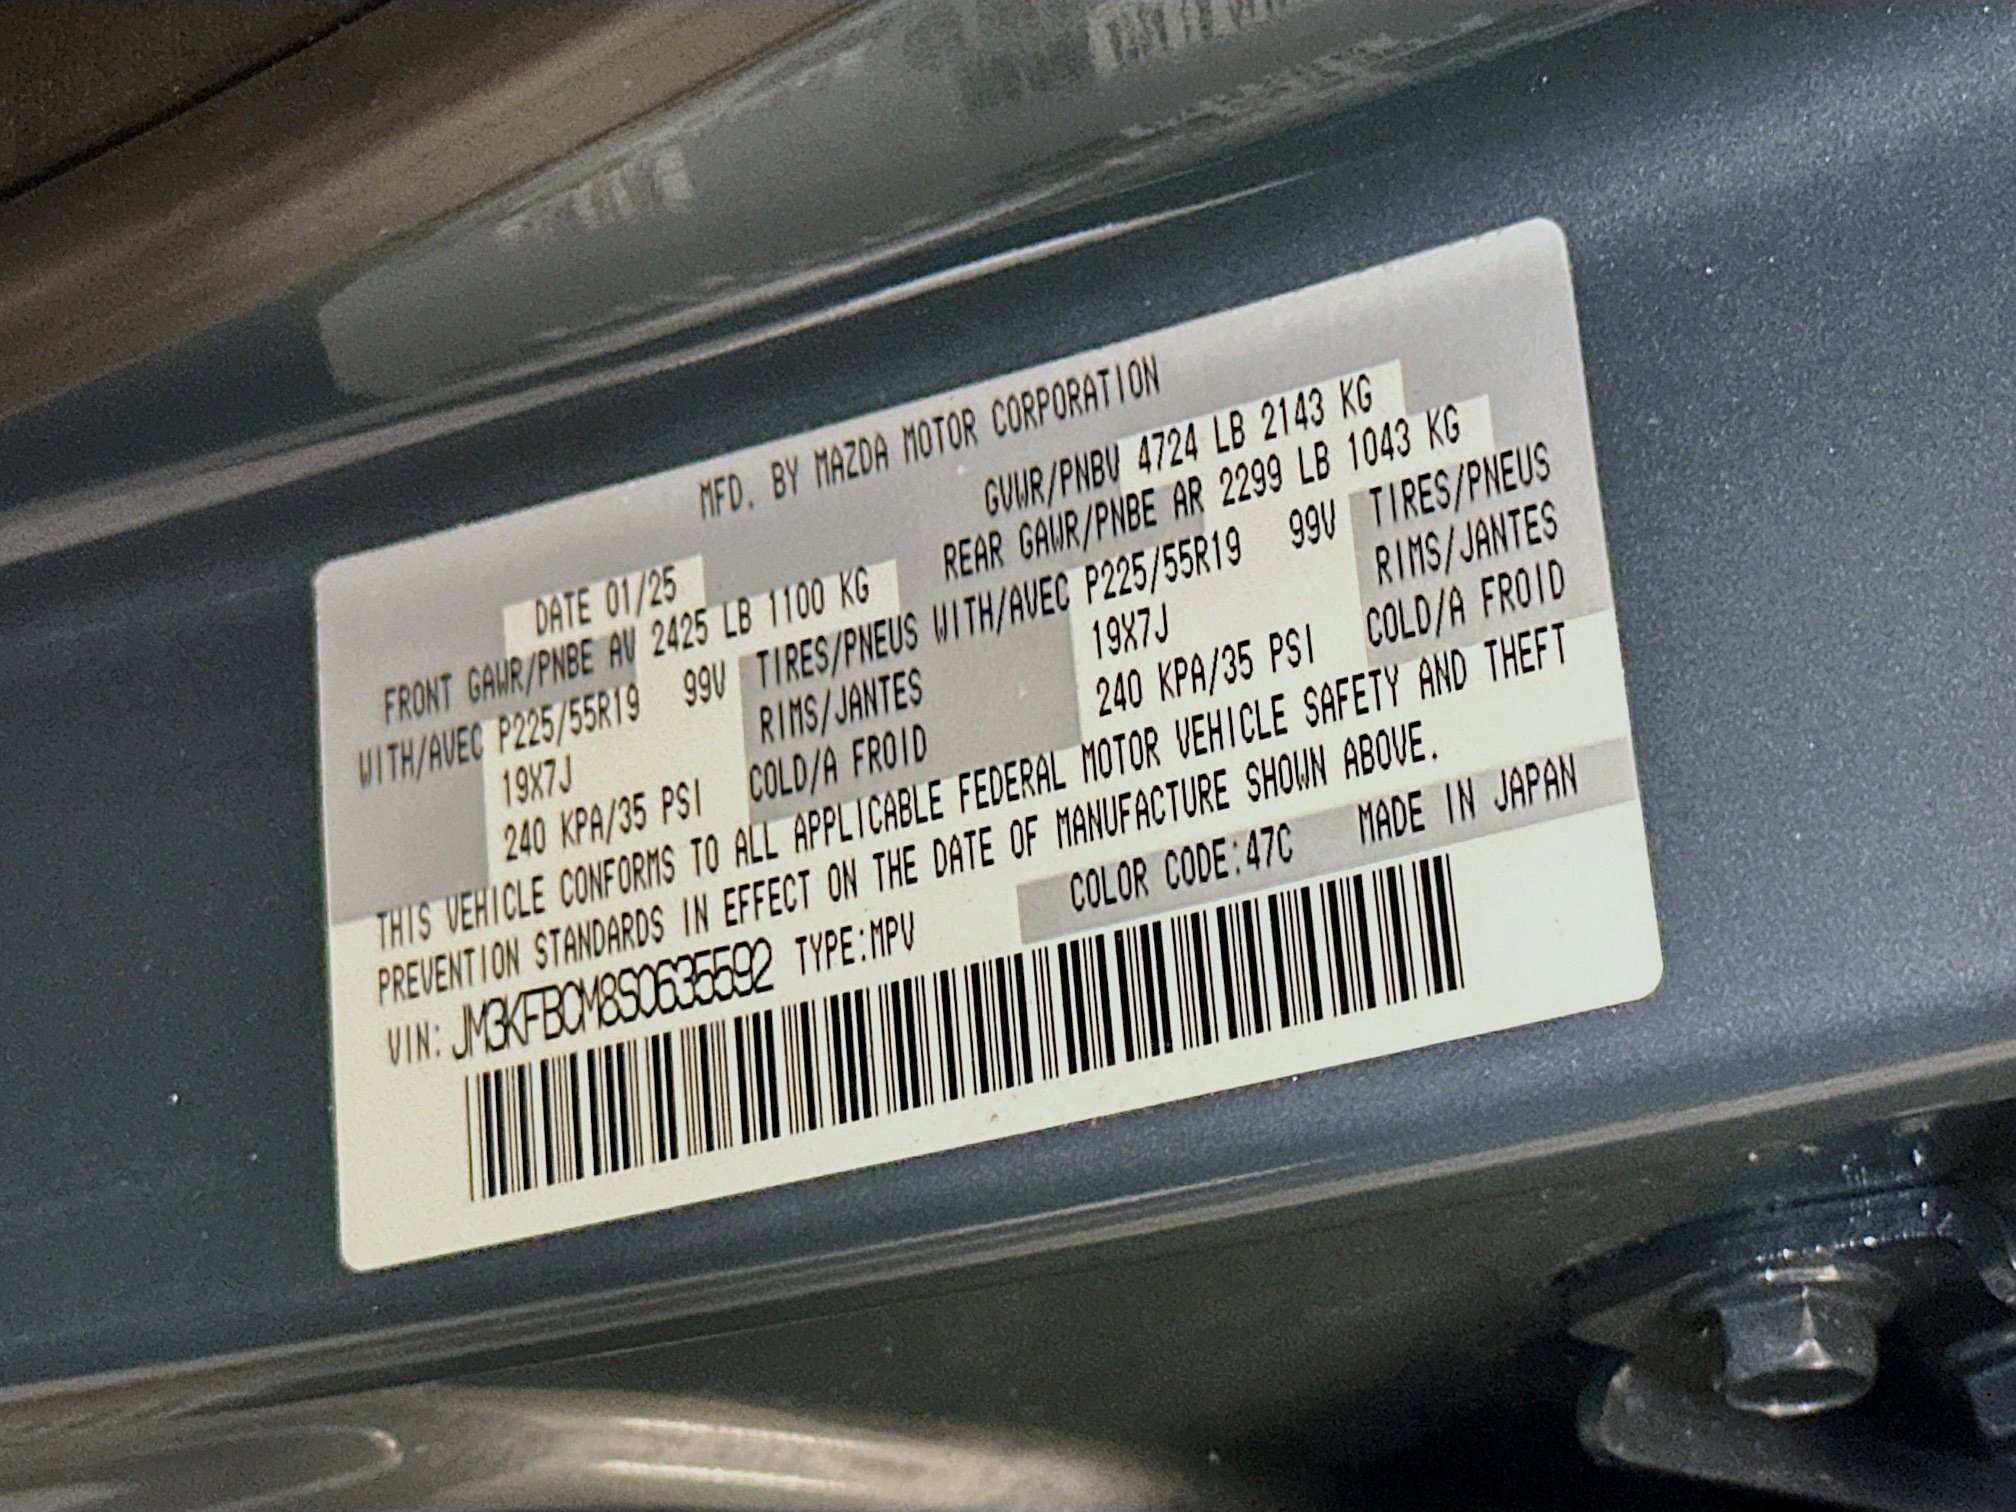 MFD. BY MAZDA MOTOR CORPORATION
DATE 01/25 GVWR/PNBV 4724 LB 2143 KG
FRONT GAWR/PNBE AV 2425 LB 1100 KG REAR GAWR/PNBE AR 2299 LB 1043 KG
WITH/AVEC P225/55R19 99V TIRES/PNEUS WITH/AVEC P225/55R19 99V TIRES/PNEUS
19X7J RIMS/JANTES 19X7J RIMS/JANTES
240 KPA/35 PSI COLD/A FROID 240 KPA/35 PSI COLD/A FROID
THIS VEHICLE CONFORMS TO ALL APPLICABLE FEDERAL MOTOR VEHICLE SAFETY AND THEFT
PREVENTION STANDARDS IN EFFECT ON THE DATE OF MANUFACTURE SHOWN ABOVE.
VIN: JM3KFBCM8S0635592 TYPE:MPV COLOR CODE:47C MADE IN JAPAN